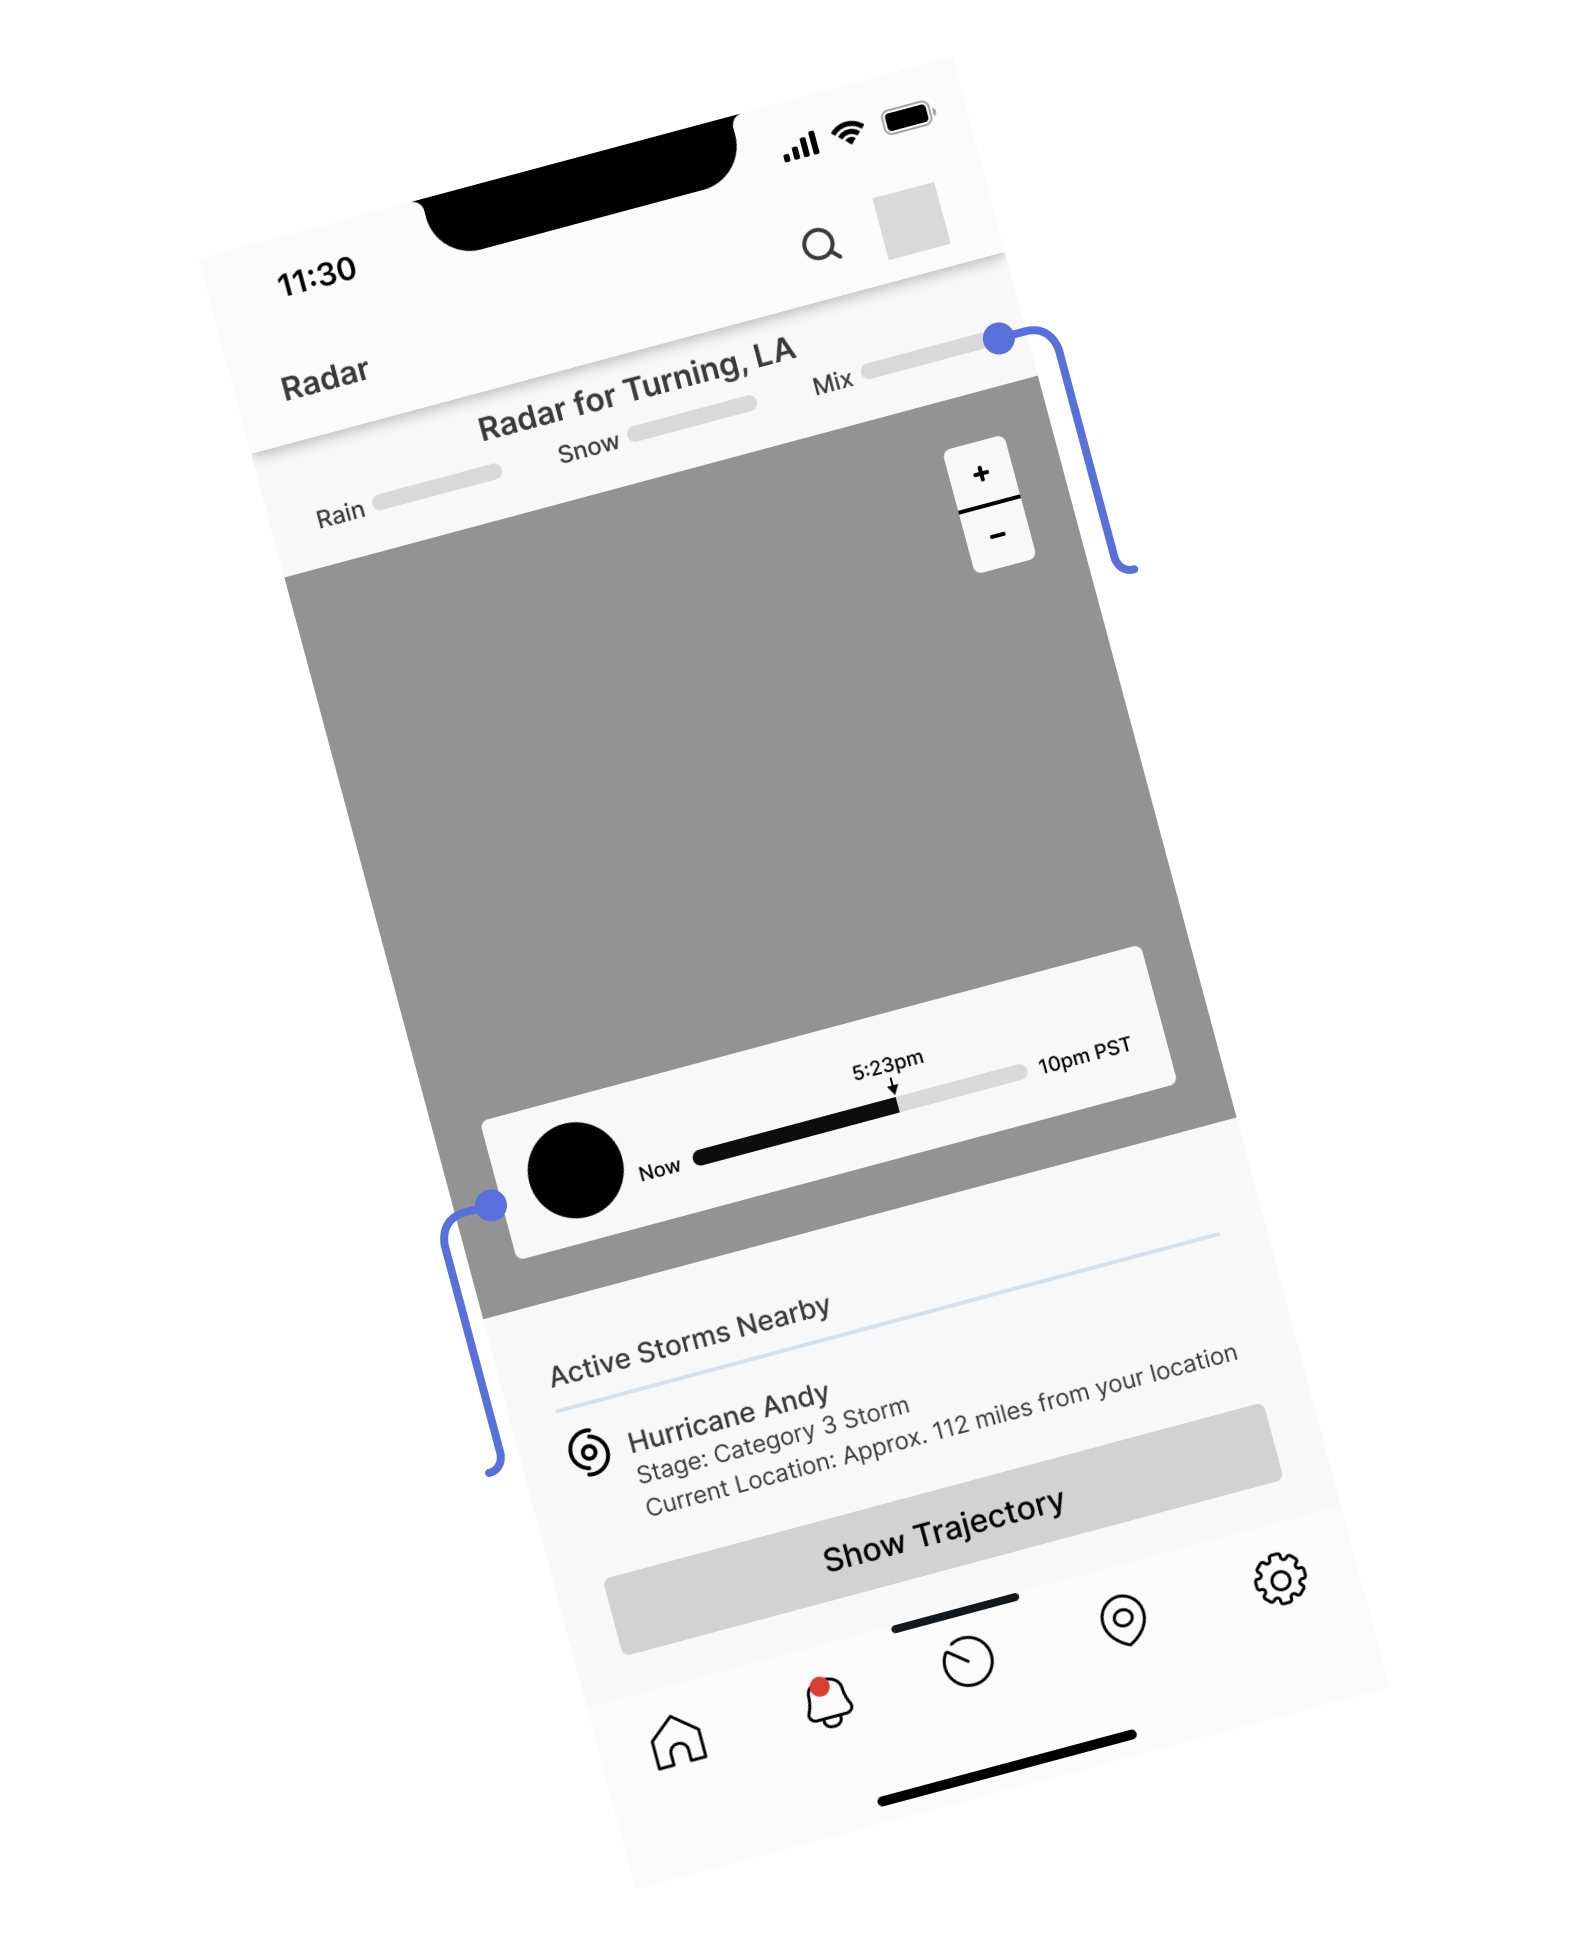 11:30
Radar
Radar for Turning, LA
Rain
Snow
Mix
+
−
5:23pm
Now
10pm PST
Active Storms Nearby
Hurricane Andy
Stage: Category 3 Storm
Current Location: Approx. 112 miles from your location
Show Trajectory